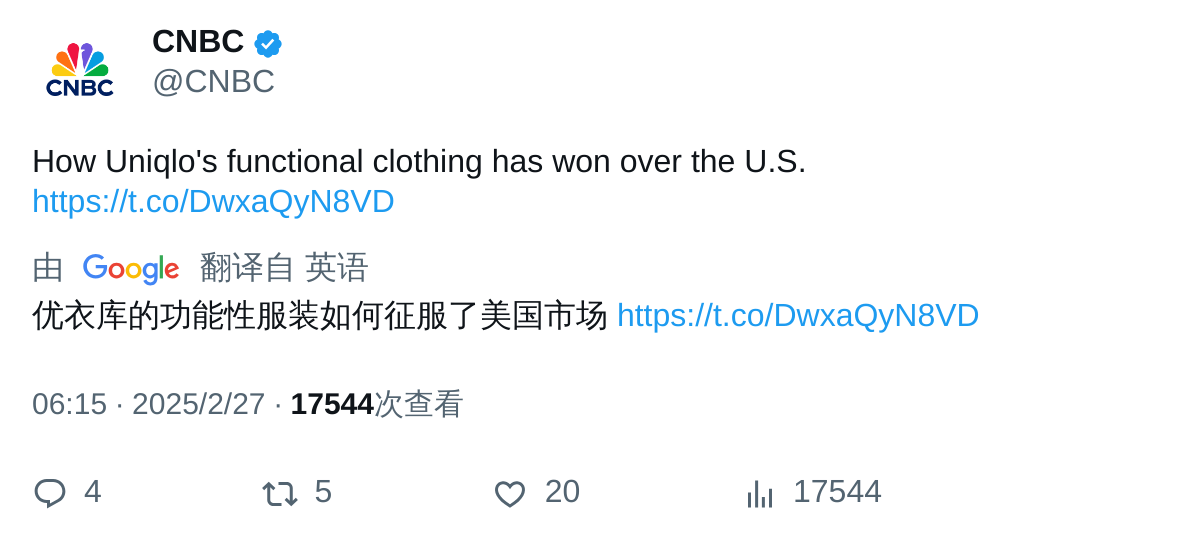 CNBC
CNBC
@CNBC
How Uniqlo's functional clothing has won over the U.S.
https://t.co/DwxaQyN8VD
由 Google 翻译自 英语
优衣库的功能性服装如何征服了美国市场 https://t.co/DwxaQyN8VD
06:15 · 2025/2/27 · 17544次查看
4 5 20 17544